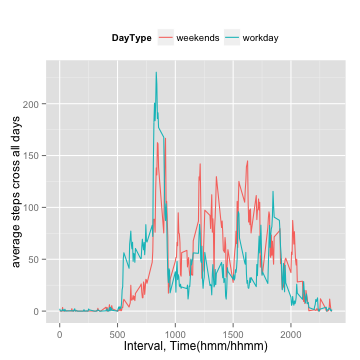 DayType weekends workday
average steps cross all days
200
150
100
50
0
0 500 1000 1500 2000
Interval, Time(hmm/hhmm)